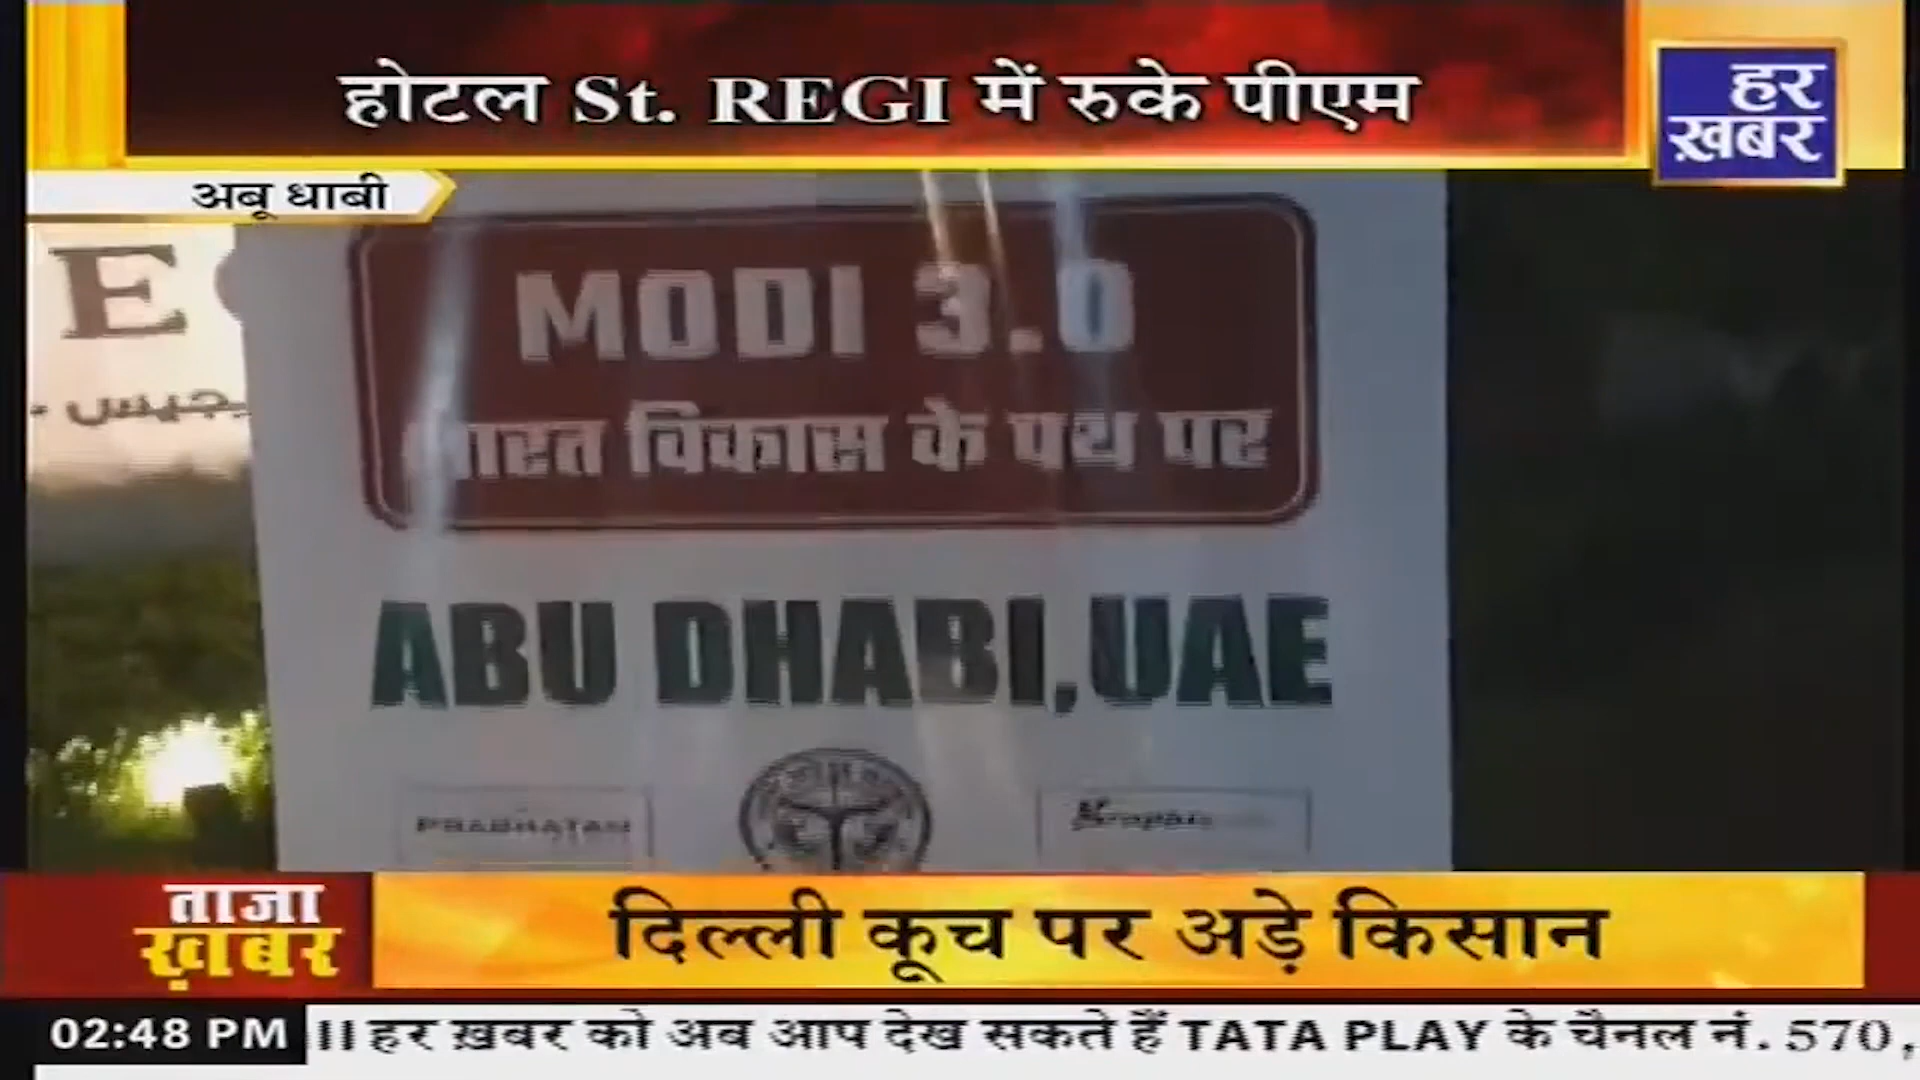 होटल St. REGI में रुके पीएम
हर
ख़बर
अबू धाबी
E
MODI 3.0
भारत विकास के पथ पर
ABU DHABI,UAE
PRABHATAM
ताजा
ख़बर
दिल्ली कूच पर अड़े किसान
02:48 PM
।। हर ख़बर को अब आप देख सकते हैं TATA PLAY के चैनल नं. 570,